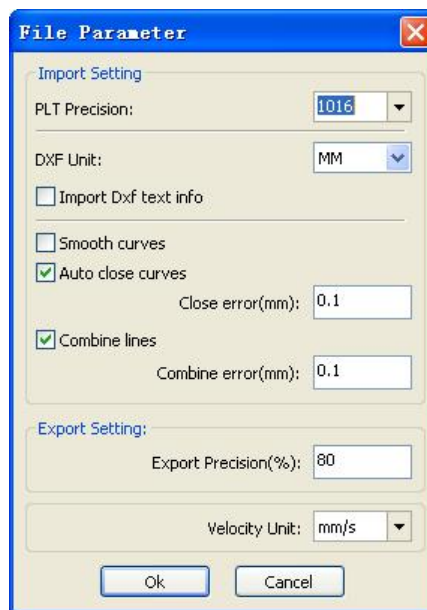 File Parameter
Import Setting
PLT Precision: 1016
DXF Unit: MM
Import Dxf text info
Smooth curves
Auto close curves
Close error(mm): 0.1
Combine lines
Combine error(mm): 0.1
Export Setting:
Export Precision(%): 80
Velocity Unit: mm/s
Ok Cancel